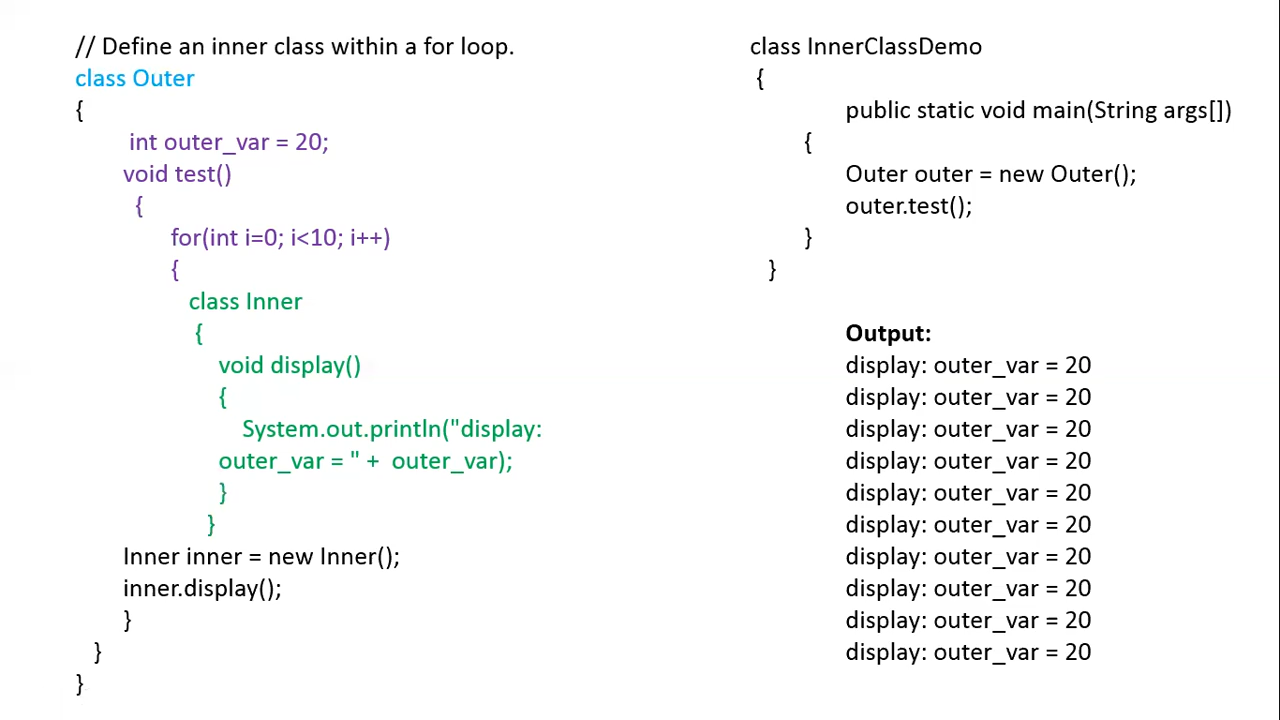 // Define an inner class within a for loop.
class Outer
{
int outer_var = 20;
void test()
{
for(int i=0; i<10; i++)
{
class Inner
{
void display()
{
System.out.println("display:
outer_var = " + outer_var);
}
}
Inner inner = new Inner();
inner.display();
}
}
}
class InnerClassDemo
{
public static void main(String args[])
{
Outer outer = new Outer();
outer.test();
}
}
Output:
display: outer_var = 20
display: outer_var = 20
display: outer_var = 20
display: outer_var = 20
display: outer_var = 20
display: outer_var = 20
display: outer_var = 20
display: outer_var = 20
display: outer_var = 20
display: outer_var = 20